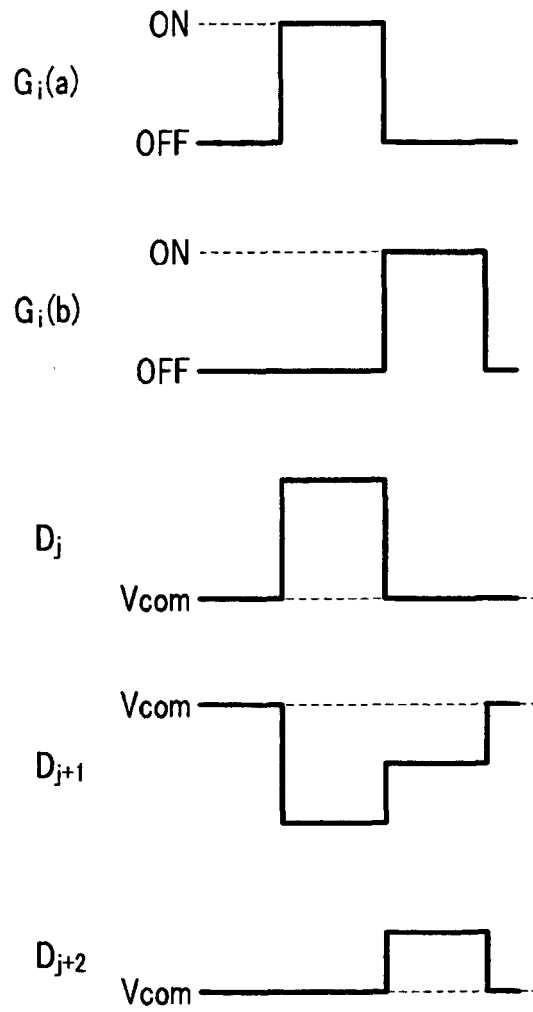 ON
Gᵢ(a)
OFF
ON
Gᵢ(b)
OFF
Dⱼ
Vcom
Vcom
Dⱼ₊₁
Dⱼ₊₂
Vcom